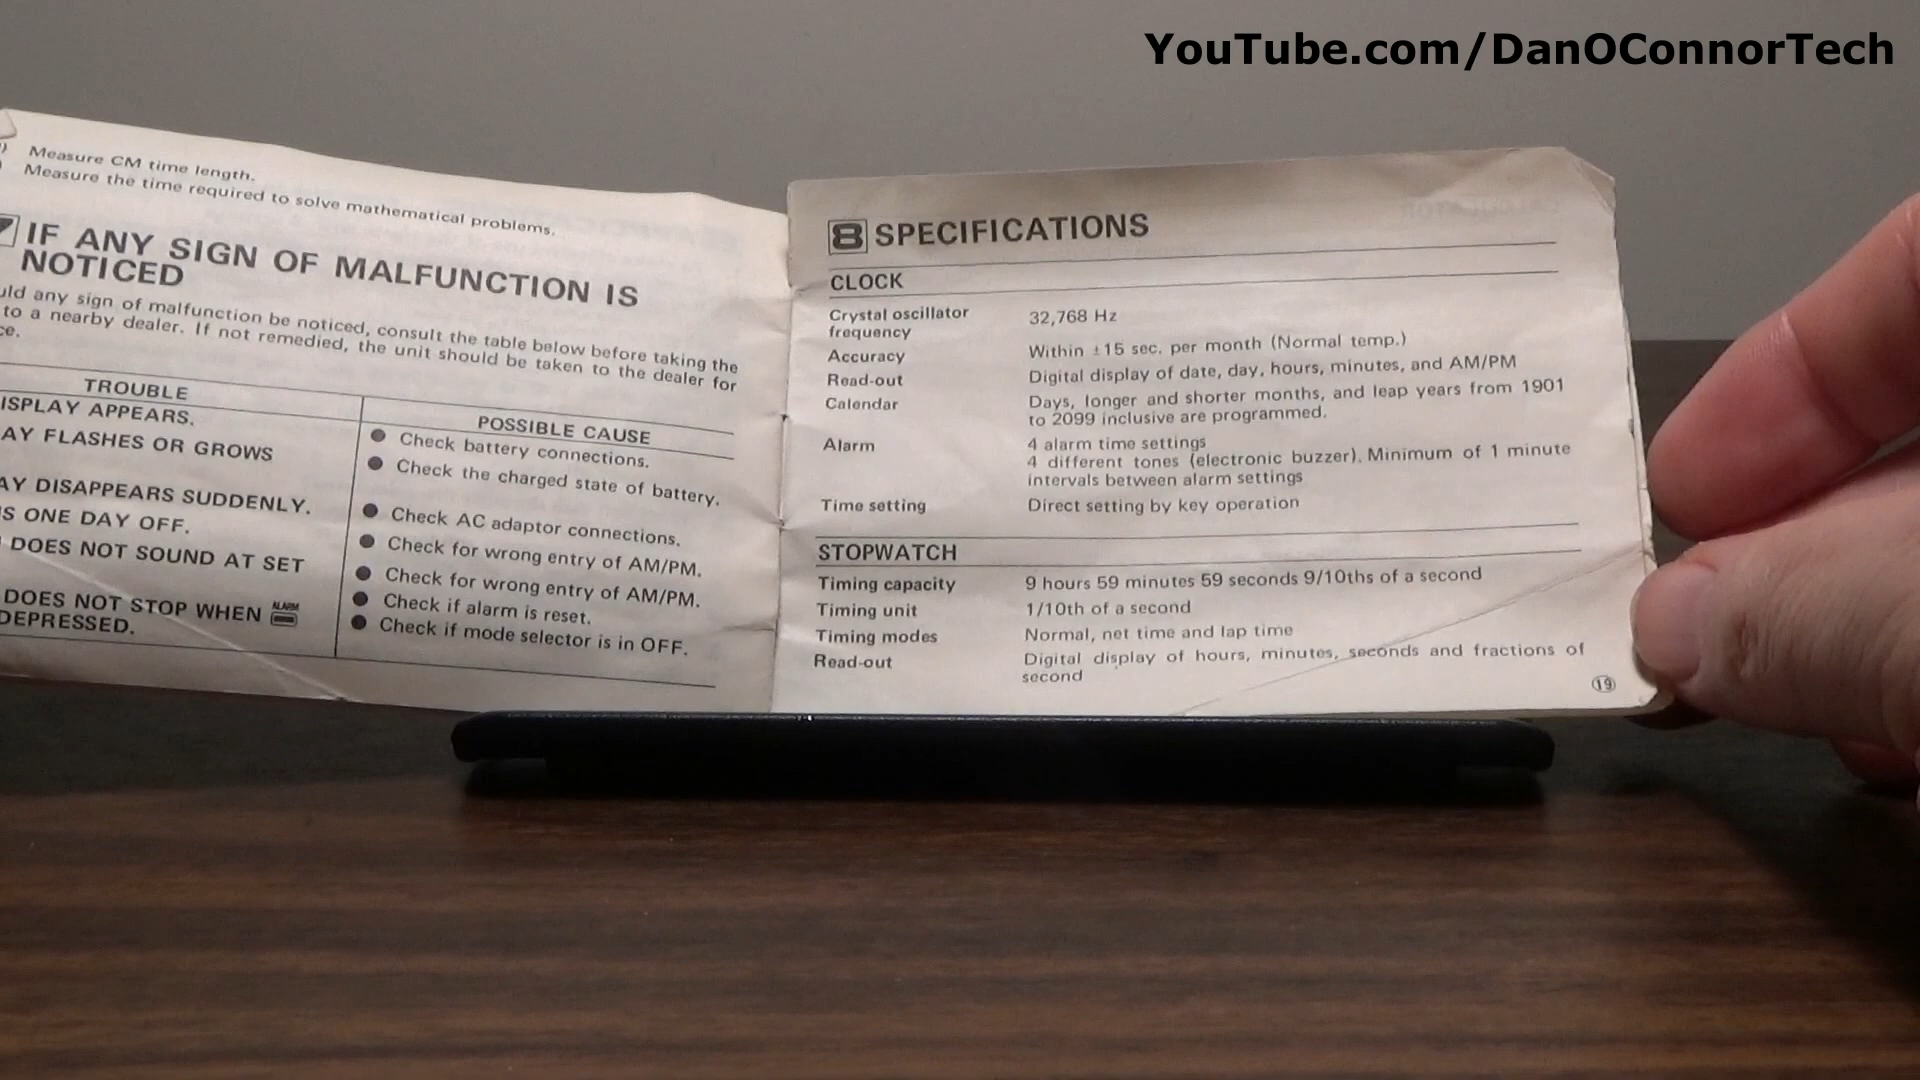 YouTube.com/DanOConnorTech
Measure CM time length.
Measure the time required to solve mathematical problems.
7 IF ANY SIGN OF MALFUNCTION IS
NOTICED
any sign of malfunction be noticed, consult the table below before taking the
to a nearby dealer. If not remedied, the unit should be taken to the dealer for
TROUBLE
POSSIBLE CAUSE
APPEARS.
● Check battery connections.
FLASHES OR GROWS
● Check the charged state of battery.
DISAPPEARS SUDDENLY.
● Check AC adaptor connections.
ONE DAY OFF.
● Check for wrong entry of AM/PM.
DOES NOT SOUND AT SET
● Check for wrong entry of AM/PM.
● Check if alarm is reset.
DOES NOT STOP WHEN ALARM
DEPRESSED.
● Check if mode selector is in OFF.
8 SPECIFICATIONS
CLOCK
Crystal oscillator
frequency
32,768 Hz
Accuracy
Within ±15 sec. per month (Normal temp.)
Read-out
Digital display of date, day, hours, minutes, and AM/PM
Calendar
Days, longer and shorter months, and leap years from 1901
to 2099 inclusive are programmed.
Alarm
4 alarm time settings
4 different tones (electronic buzzer). Minimum of 1 minute
intervals between alarm settings
Time setting
Direct setting by key operation
STOPWATCH
Timing capacity
9 hours 59 minutes 59 seconds 9/10ths of a second
Timing unit
1/10th of a second
Timing modes
Normal, net time and lap time
Read-out
Digital display of hours, minutes, seconds and fractions of
second
19